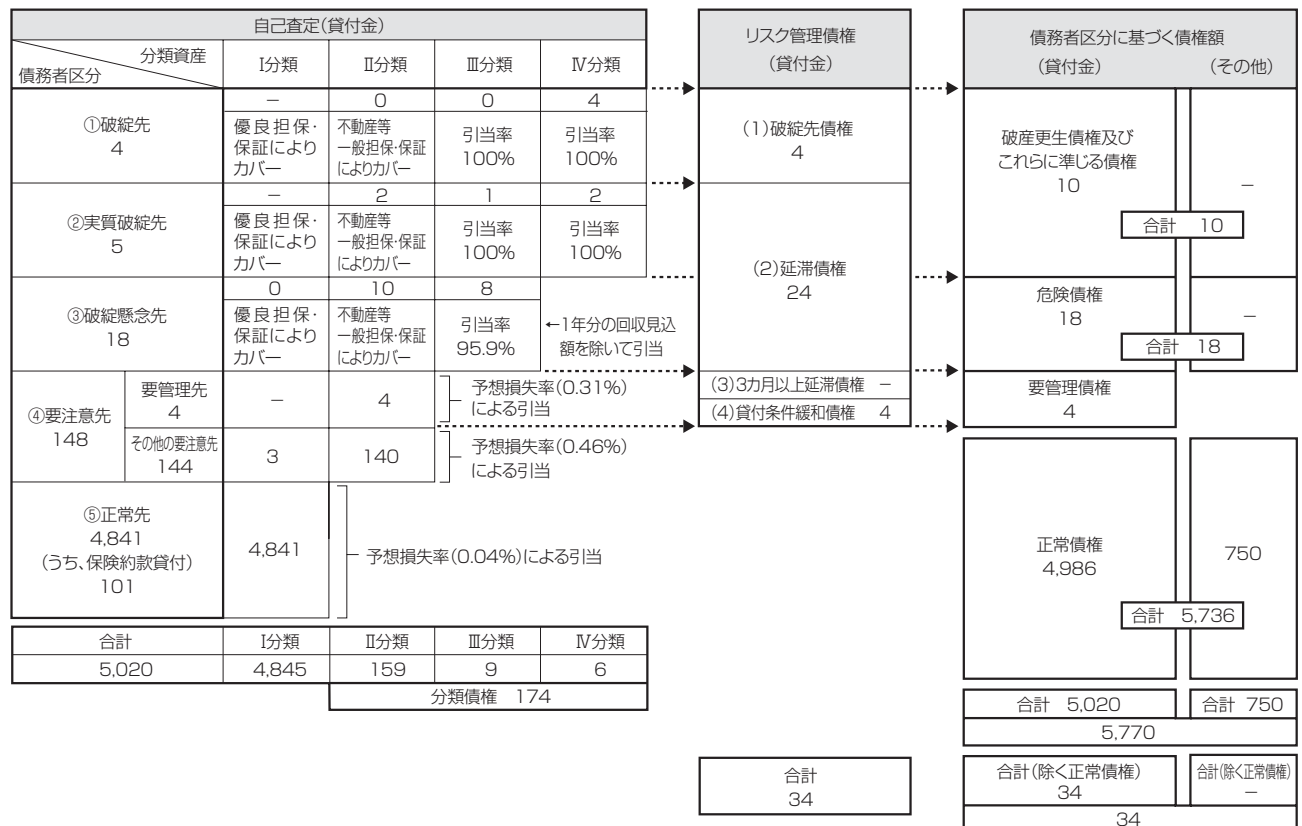 自己査定(貸付金)
分類資産
債務者区分
Ⅰ分類
Ⅱ分類
Ⅲ分類
Ⅳ分類
①破綻先
4
−
0
0
4
優良担保・
保証により
カバー
不動産等
一般担保・保証
によりカバー
引当率
100%
引当率
100%
②実質破綻先
5
−
2
1
2
優良担保・
保証により
カバー
不動産等
一般担保・保証
によりカバー
引当率
100%
引当率
100%
③破綻懸念先
18
0
10
8
優良担保・
保証により
カバー
不動産等
一般担保・保証
によりカバー
引当率
95.9%
←1年分の回収見込
額を除いて引当
④要注意先
148
要管理先
4
−
4
予想損失率(0.31%)
による引当
その他の要注意先
144
3
140
予想損失率(0.46%)
による引当
⑤正常先
4,841
(うち、保険約款貸付)
101
4,841
予想損失率(0.04%)による引当
合計
Ⅰ分類
Ⅱ分類
Ⅲ分類
Ⅳ分類
5,020
4,845
159
9
6
分類債権 174
リスク管理債権
(貸付金)
(1)破綻先債権
4
(2)延滞債権
24
(3)3カ月以上延滞債権 −
(4)貸付条件緩和債権 4
合計
34
債務者区分に基づく債権額
(貸付金)
(その他)
破産更生債権及び
これらに準じる債権
10
−
合計 10
危険債権
18
−
合計 18
要管理債権
4
正常債権
4,986
750
合計 5,736
合計 5,020
合計 750
5,770
合計(除く正常債権)
34
合計(除く正常債権)
−
34